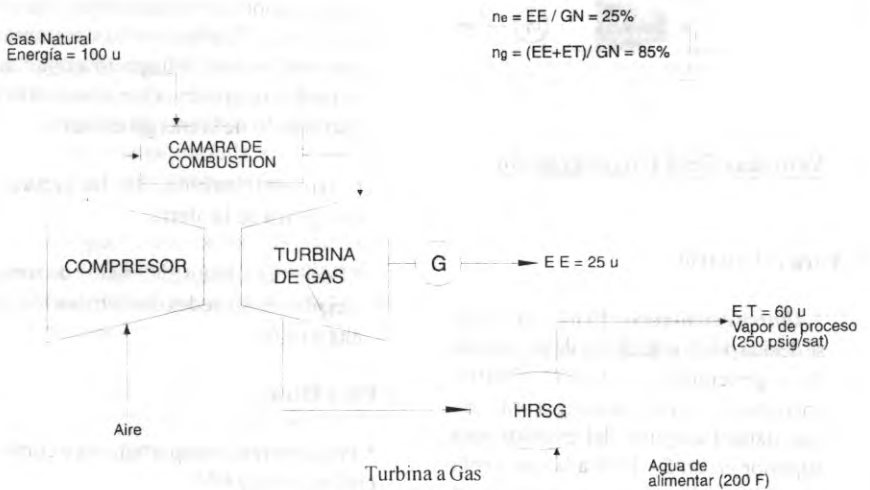 ne = EE / GN = 25%
ng = (EE+ET)/ GN = 85%
Gas Natural
Energía = 100 u
CAMARA DE
COMBUSTION
COMPRESOR
TURBINA
DE GAS
G
E E = 25 u
E T = 60 u
Vapor de proceso
(250 psig/sat)
HRSG
Aire
Turbina a Gas
Agua de
alimentar (200 F)